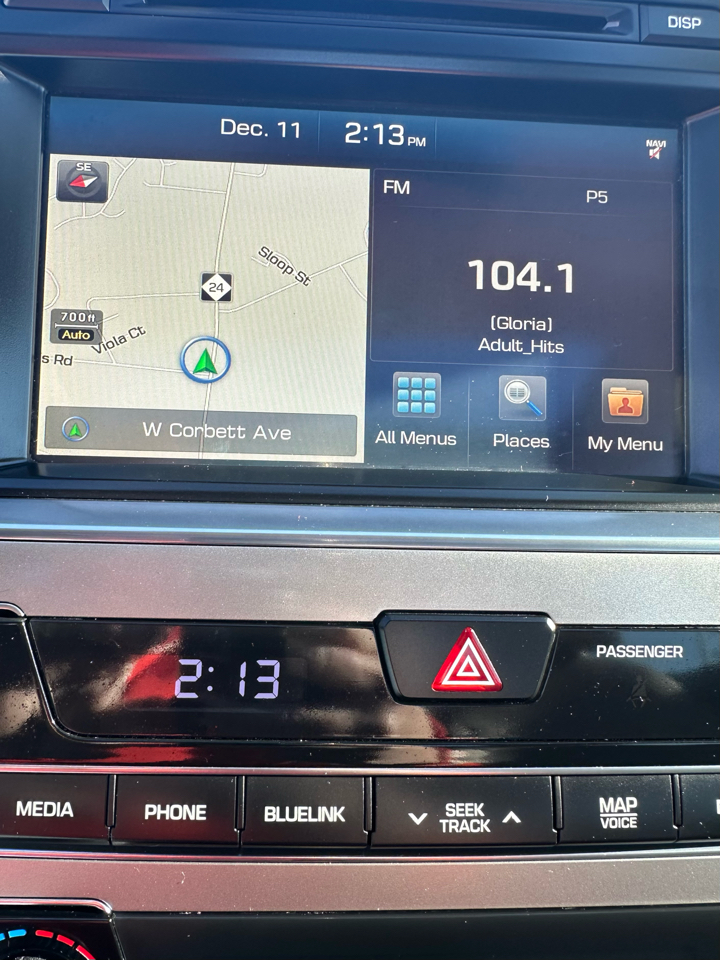 DISP
Dec. 11
2:13 PM
NAVI
SE
FM
P5
Sloop St
24
104.1
700ft
Auto
Viola Ct
s Rd
(Gloria)
Adult_Hits
W Corbett Ave
All Menus
Places
My Menu
2:13
PASSENGER
MEDIA
PHONE
BLUELINK
SEEK
TRACK
MAP
VOICE